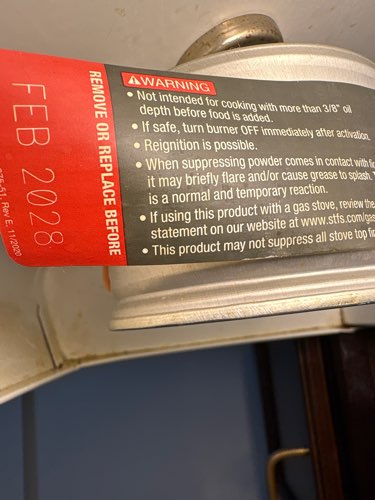 FEB 2028
REMOVE OR REPLACE BEFORE
-51, Rev E, 11/2020
⚠WARNING
• Not intended for cooking with more than 3/8" oil
depth before food is added.
• If safe, turn burner OFF immediately after activation.
• Reignition is possible.
• When suppressing powder comes in contact with
it may briefly flare and/or cause grease to splash.
is a normal and temporary reaction.
• If using this product with a gas stove, review the
statement on our website at www.stfs.com/gas
• This product may not suppress all stove top